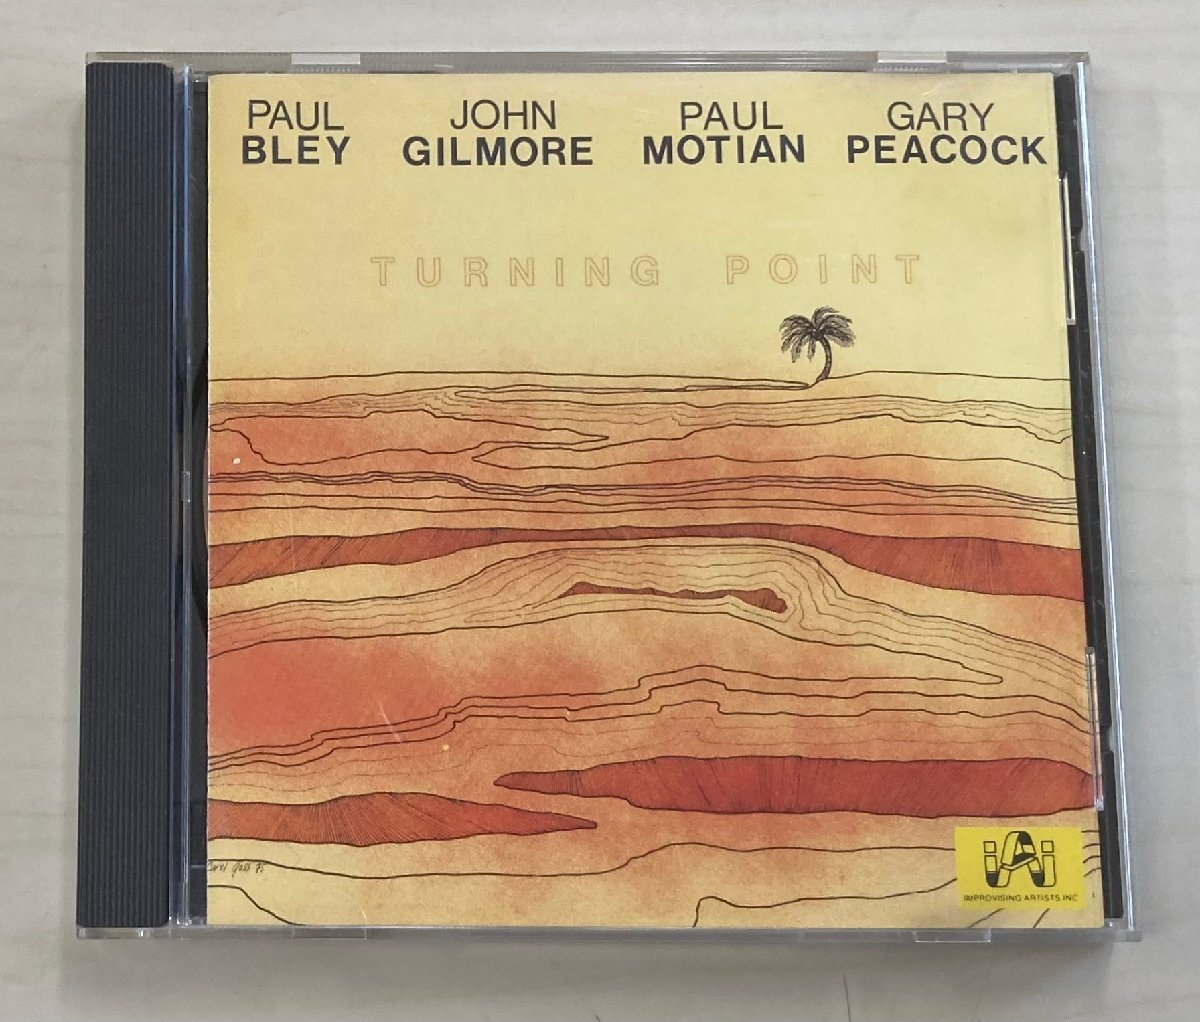 PAUL BLEY
JOHN GILMORE
PAUL MOTIAN
GARY PEACOCK
TURNING POINT
iAi
IMPROVISING ARTISTS INC